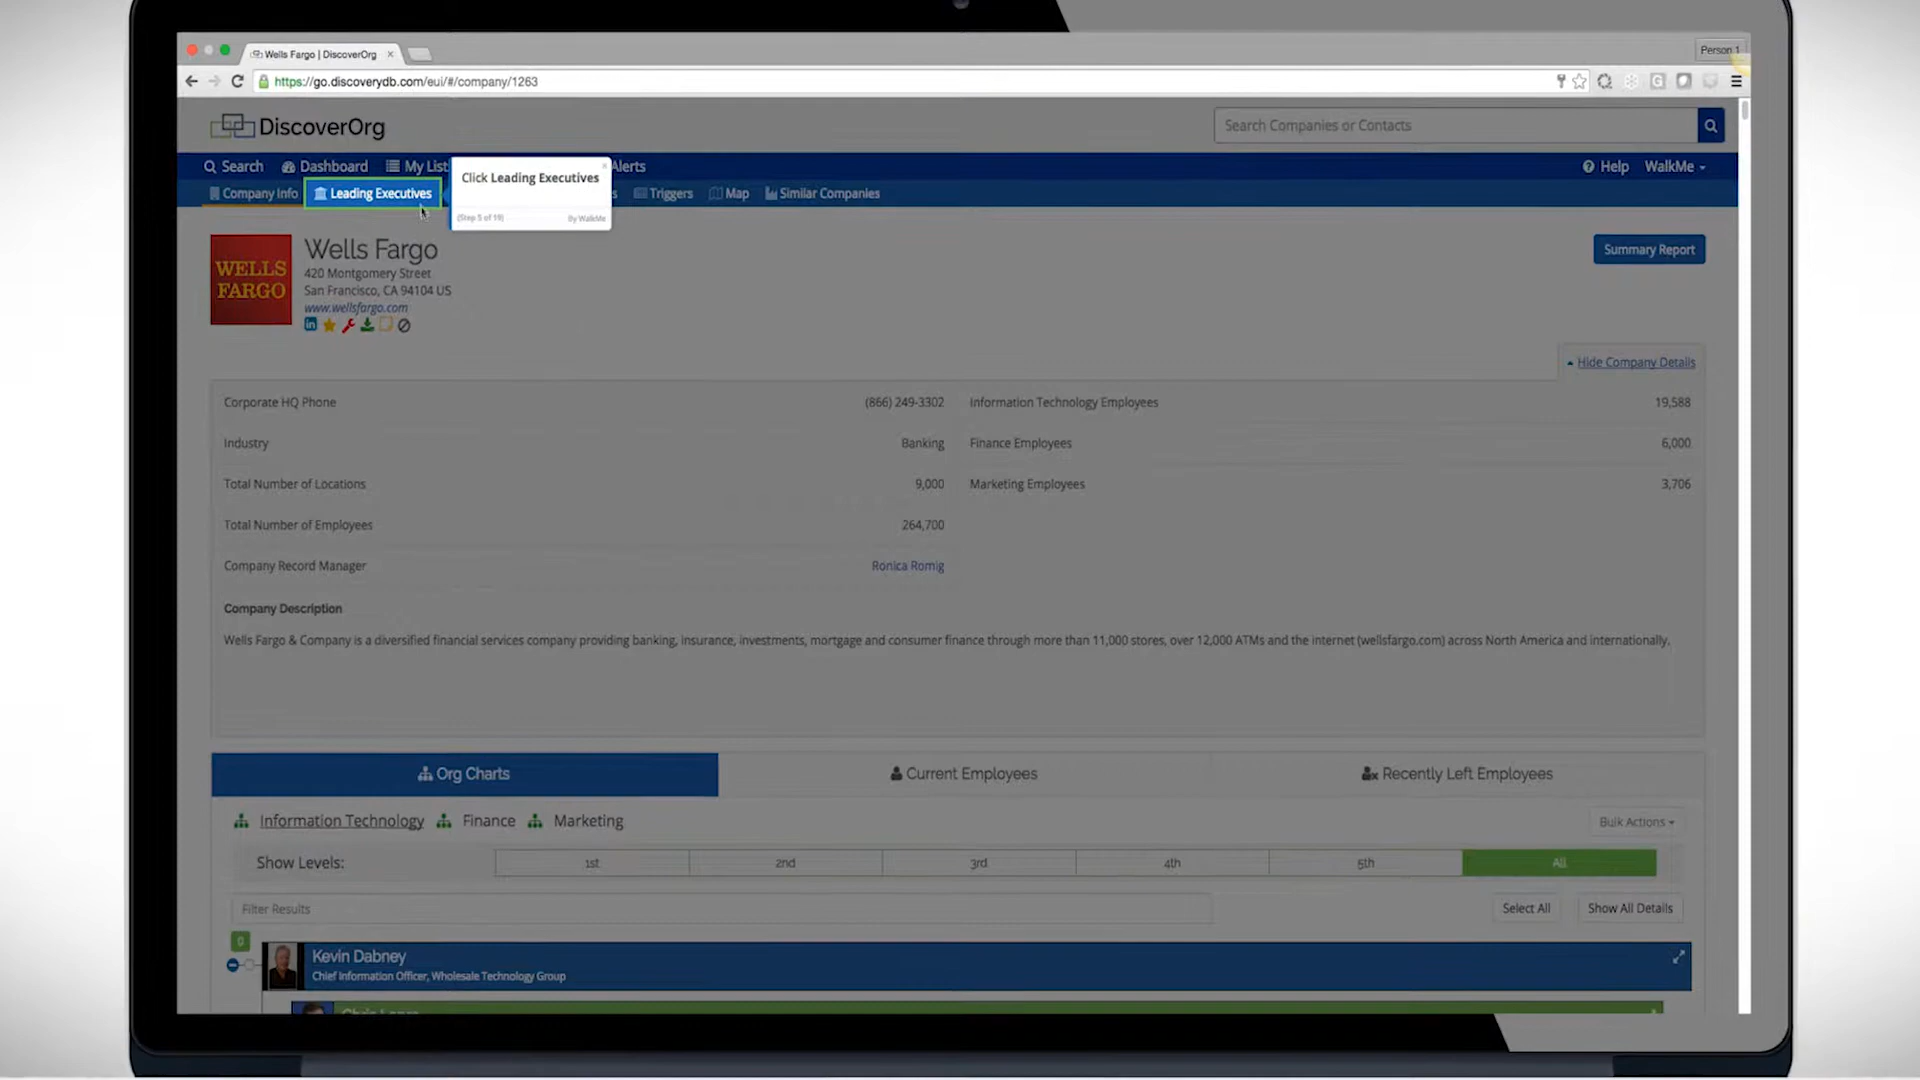 Wells Fargo | DiscoverOrg
Person 1
https://go.discoverydb.com/eui/#/company/1263
DiscoverOrg
Search Companies or Contacts
Search Dashboard My List Alerts Help WalkMe
Company Info Leading Executives Triggers Map Similar Companies
Click Leading Executives
(Step 5 of 19) By WalkMe
WELLS FARGO
Wells Fargo
420 Montgomery Street
San Francisco, CA 94104 US
www.wellsfargo.com
Summary Report
Hide Company Details
Corporate HQ Phone (866) 249-3302 Information Technology Employees 19,588
Industry Banking Finance Employees 6,000
Total Number of Locations 9,000 Marketing Employees 3,706
Total Number of Employees 264,700
Company Record Manager Ronica Romig
Company Description
Wells Fargo & Company is a diversified financial services company providing banking, insurance, investments, mortgage and consumer finance through more than 11,000 stores, over 12,000 ATMs and the internet (wellsfargo.com) across North America and internationally.
Org Charts Current Employees Recently Left Employees
Information Technology Finance Marketing Bulk Actions
Show Levels: 1st 2nd 3rd 4th 5th All
Filter Results Select All Show All Details
0
Kevin Dabney
Chief Information Officer, Wholesale Technology Group